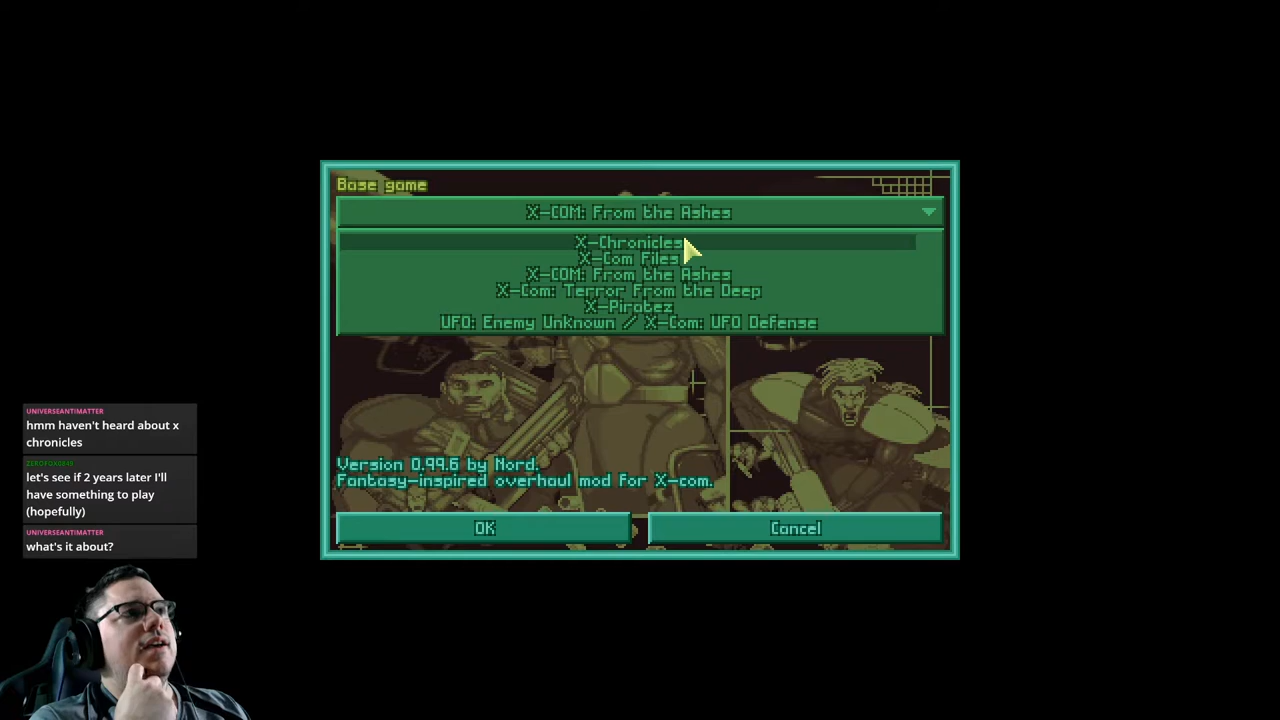 Base game
X-COM: From the Ashes
X-Chronicles
X-Com Files
X-COM: From the Ashes
X-Com: Terror From the Deep
X-Piratez
UFO: Enemy Unknown / X-Com: UFO Defense
Version 0.99.6 by Nord.
Fantasy-inspired overhaul mod for X-com.
OK
Cancel
UNIVERSEANTIMATTER
hmm haven't heard about x
chronicles
let's see if 2 years later I'll
have something to play
(hopefully)
UNIVERSEANTIMATTER
what's it about?